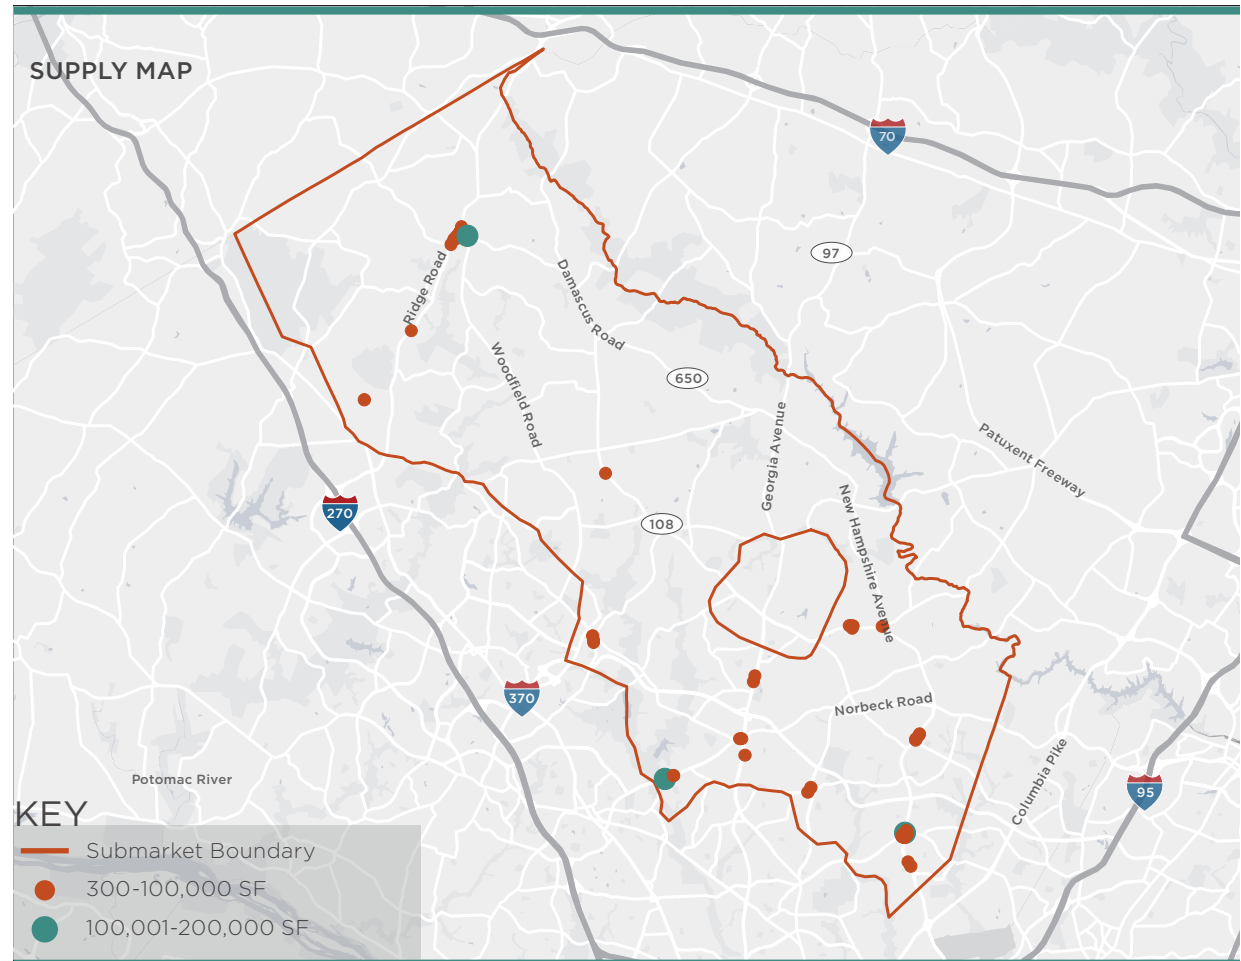 SUPPLY MAP
70
97
Ridge Road
Damascus Road
Woodfield Road
650
Georgia Avenue
Patuxent Freeway
New Hampshire Avenue
270
108
370
Norbeck Road
Columbia Pike
Potomac River
95
KEY
Submarket Boundary
300-100,000 SF
100,001-200,000 SF